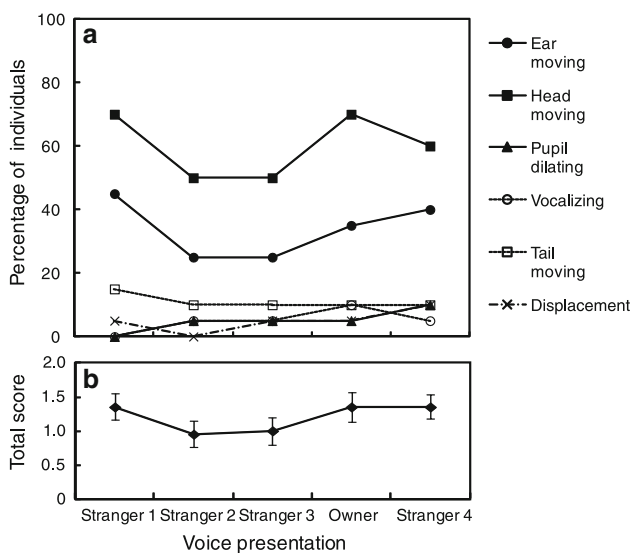 a
100
80
60
40
20
0
Percentage of individuals
Ear
moving
Head
moving
Pupil
dilating
Vocalizing
Tail
moving
Displacement
b
2.0
1.5
1.0
0.5
0
Total score
Stranger 1 Stranger 2 Stranger 3 Owner Stranger 4
Voice presentation